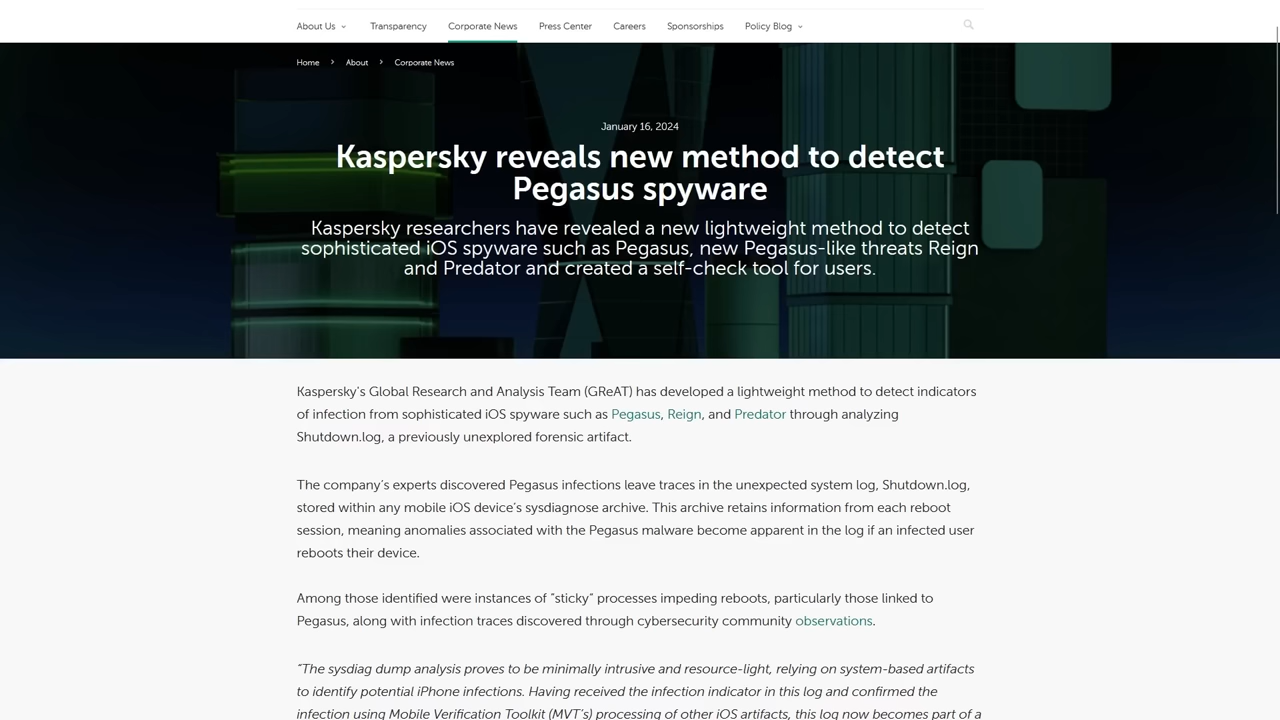 About Us
Transparency
Corporate News
Press Center
Careers
Sponsorships
Policy Blog
Home > About > Corporate News
January 16, 2024
Kaspersky reveals new method to detect
Pegasus spyware
Kaspersky researchers have revealed a new lightweight method to detect
sophisticated iOS spyware such as Pegasus, new Pegasus-like threats Reign
and Predator and created a self-check tool for users.
Kaspersky's Global Research and Analysis Team (GReAT) has developed a lightweight method to detect indicators
of infection from sophisticated iOS spyware such as Pegasus, Reign, and Predator through analyzing
Shutdown.log, a previously unexplored forensic artifact.
The company's experts discovered Pegasus infections leave traces in the unexpected system log, Shutdown.log,
stored within any mobile iOS device's sysdiagnose archive. This archive retains information from each reboot
session, meaning anomalies associated with the Pegasus malware become apparent in the log if an infected user
reboots their device.
Among those identified were instances of “sticky” processes impeding reboots, particularly those linked to
Pegasus, along with infection traces discovered through cybersecurity community observations.
“The sysdiag dump analysis proves to be minimally intrusive and resource-light, relying on system-based artifacts
to identify potential iPhone infections. Having received the infection indicator in this log and confirmed the
infection using Mobile Verification Toolkit (MVT's) processing of other iOS artifacts, this log now becomes part of a